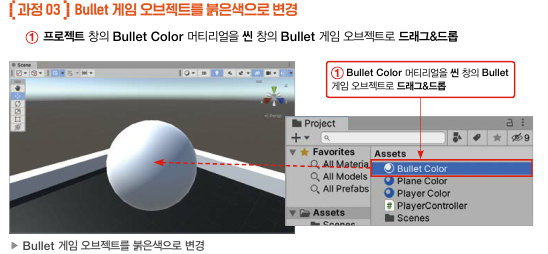 과정 03 Bullet 게임 오브젝트를 붉은색으로 변경
① 프로젝트 창의 Bullet Color 머티리얼을 씬 창의 Bullet 게임 오브젝트로 드래그&드롭
Scene
Persp
① Bullet Color 머티리얼을 씬 창의 Bullet
게임 오브젝트로 드래그&드롭
Project
9
Favorites
All Materia
All Models
All Prefabs
Assets
Scenes
Assets
Bullet Color
Plane Color
Player Color
PlayerController
Scenes
▶ Bullet 게임 오브젝트를 붉은색으로 변경